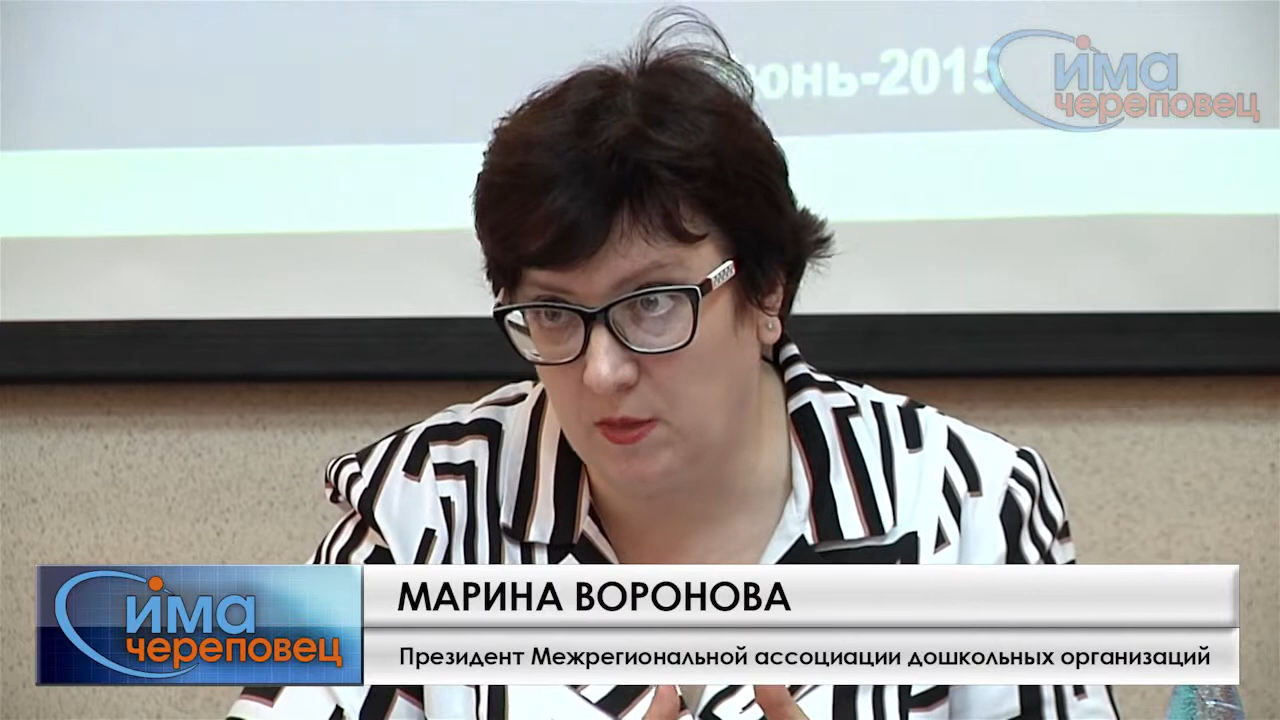 юнь-2015
има
череповец
МАРИНА ВОРОНОВА
има
череповец
Президент Межрегиональной ассоциации дошкольных организаций